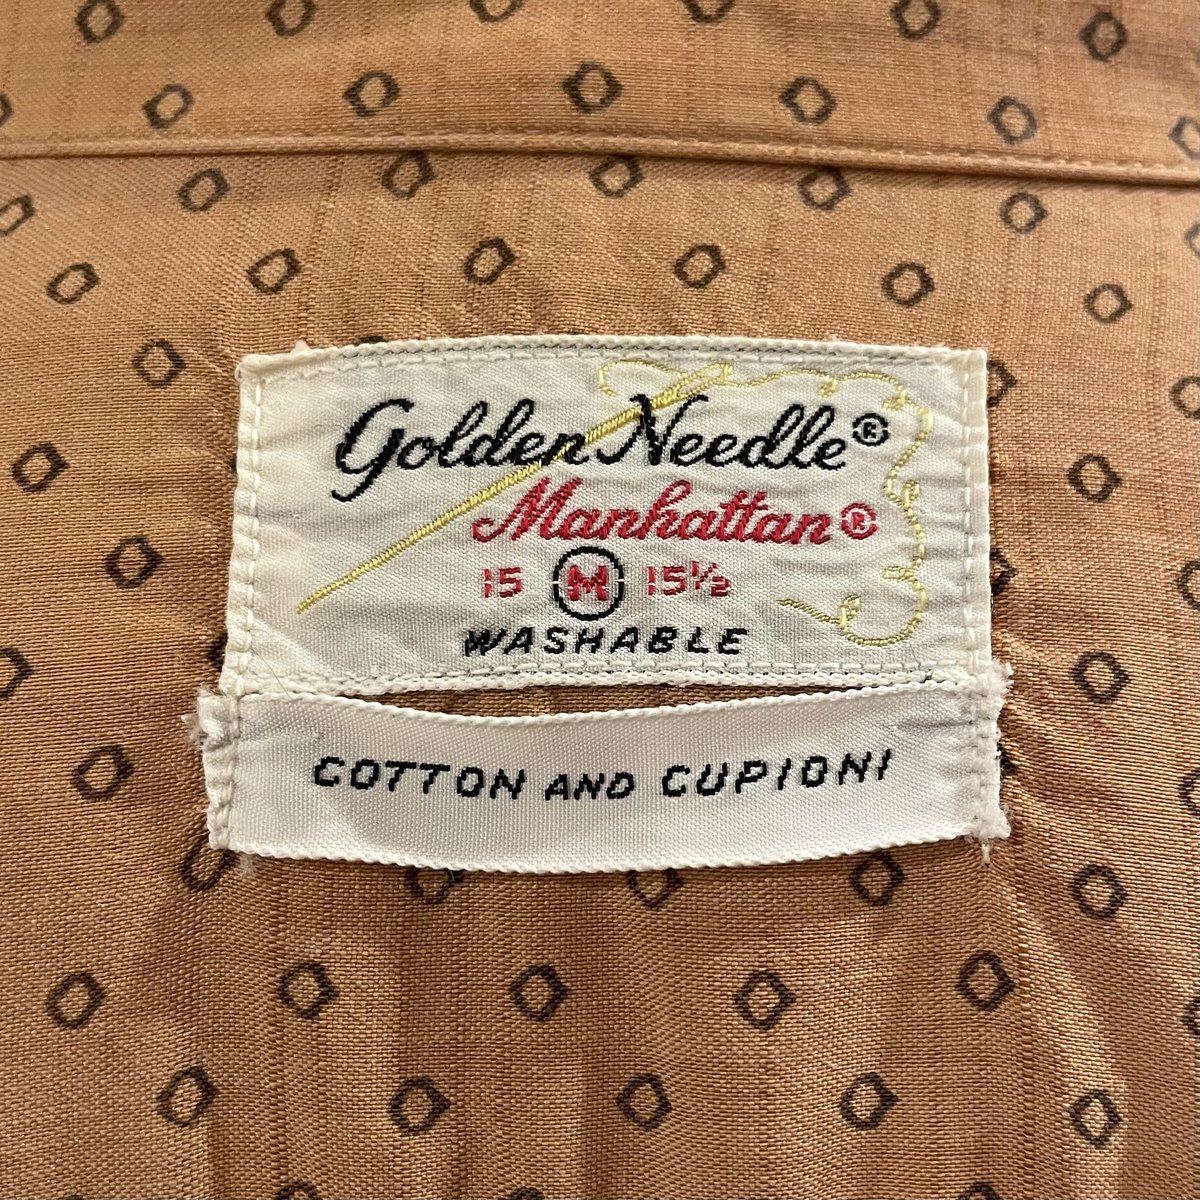 Golden Needle®
Manhattan®
15 M 15½
WASHABLE
COTTON AND CUPIONI